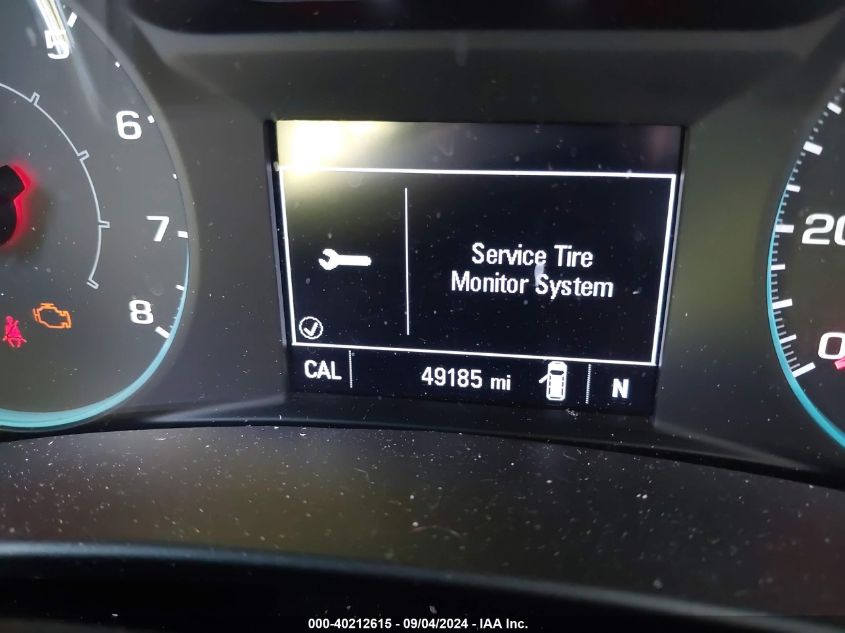 5
6
7
8
Service Tire
Monitor System
CAL 49185 mi N
20
0
000-40212615 - 09/04/2024 - IAA Inc.